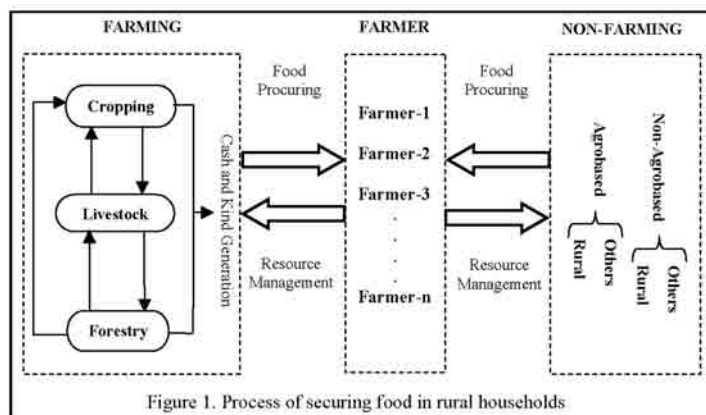 FARMING
FARMER
NON-FARMING
Cropping
Livestock
Forestry
Cash and Kind Generation
Food
Procuring
Resource
Management
Farmer-1
Farmer-2
Farmer-3
.
.
.
.
.
Farmer-n
Food
Procuring
Resource
Management
Agrobased
Rural
Others
Non-Agrobased
Rural
Others
Figure 1. Process of securing food in rural households